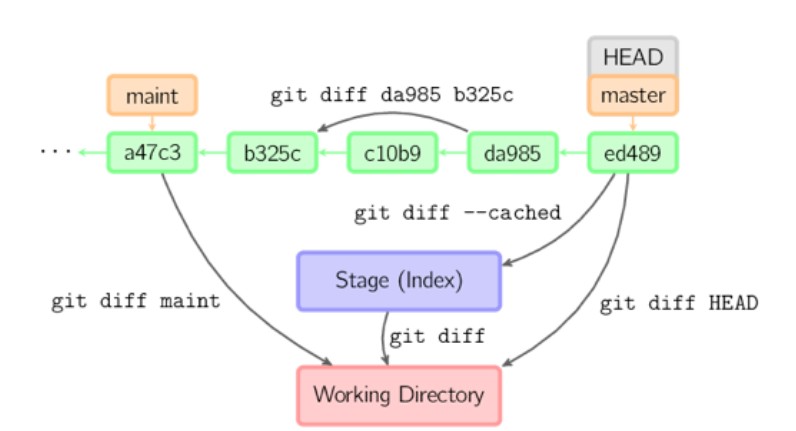 HEAD
maint
git diff da985 b325c
master
...
a47c3
b325c
c10b9
da985
ed489
git diff --cached
Stage (Index)
git diff maint
git diff HEAD
git diff
Working Directory